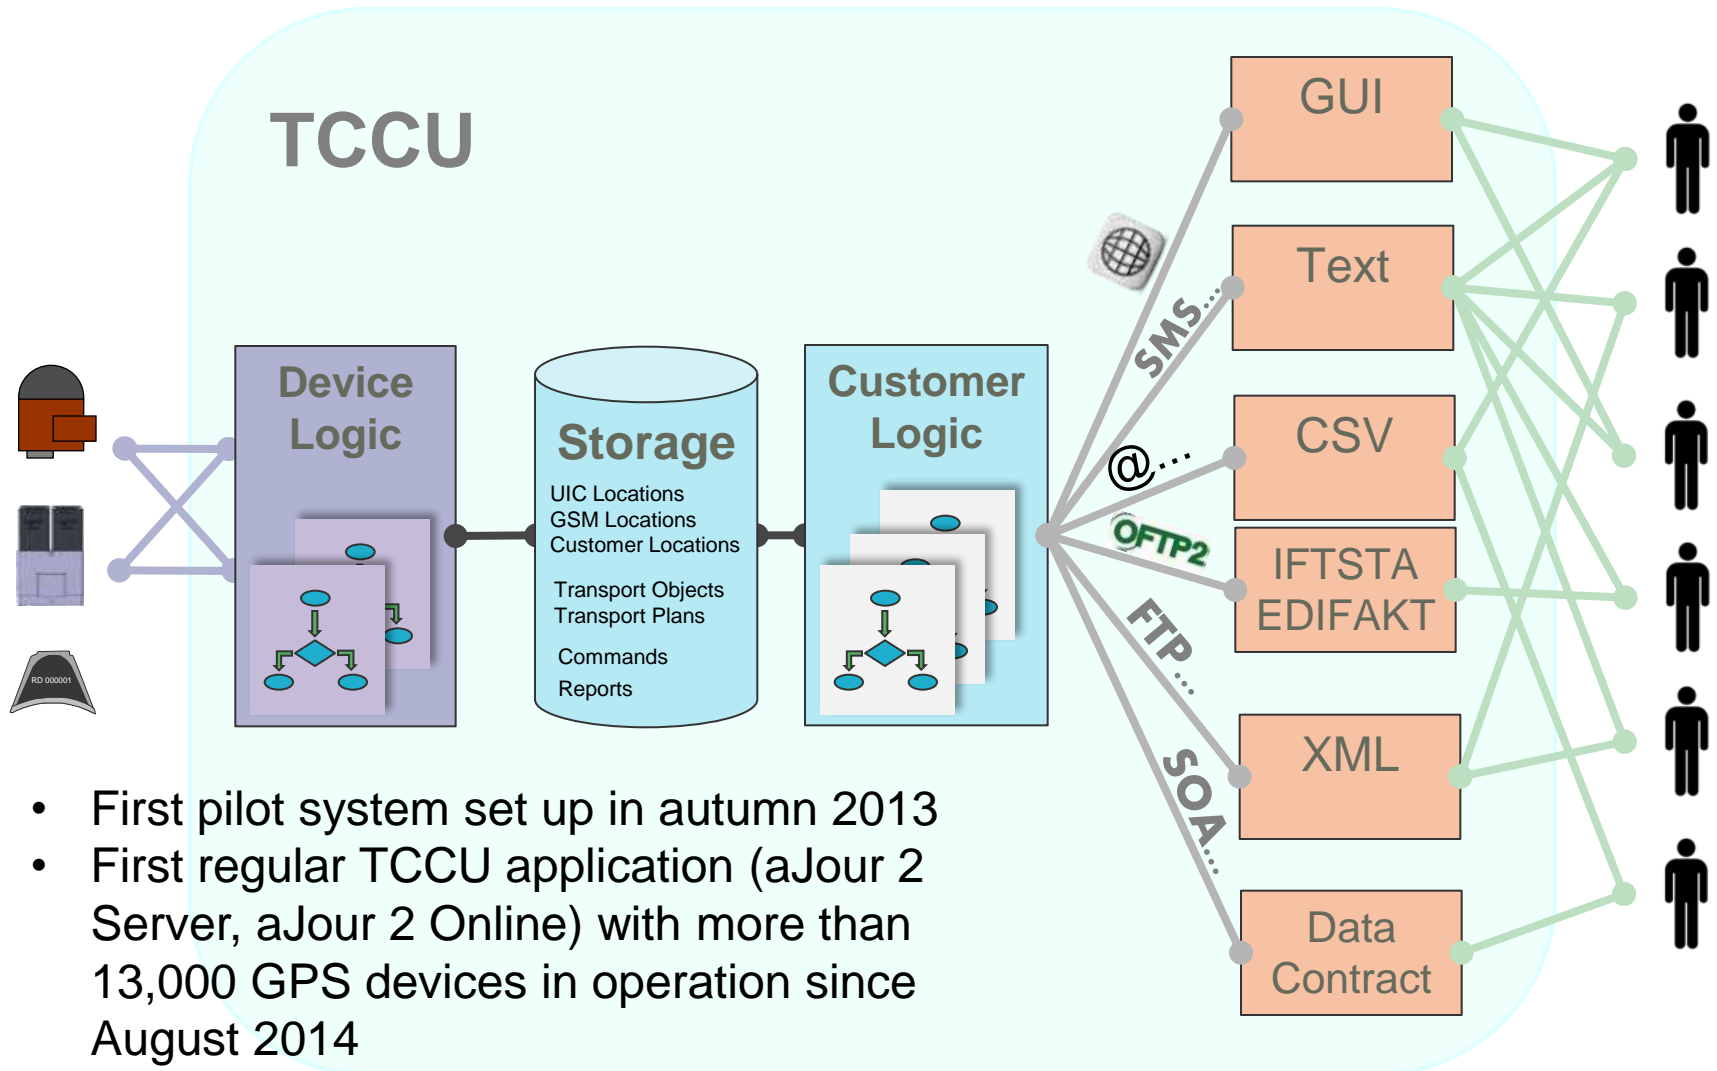 TCCU
GUI
Text
SMS...
Device
Logic
Storage
UIC Locations
GSM Locations
Customer Locations
Transport Objects
Transport Plans
Commands
Reports
Customer
Logic
@...
CSV
OFTP2
IFTSTA
EDIFAKT
FTP...
XML
SOA...
Data
Contract
RD 000001
• First pilot system set up in autumn 2013
• First regular TCCU application (aJour 2
Server, aJour 2 Online) with more than
13,000 GPS devices in operation since
August 2014